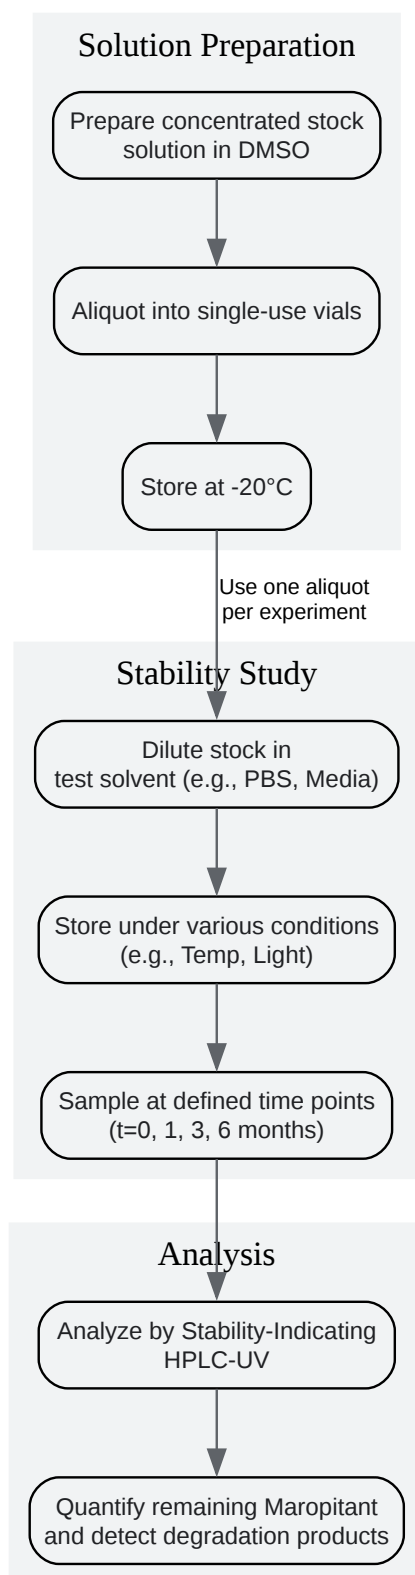 Solution Preparation
Prepare concentrated stock
solution in DMSO
Aliquot into single-use vials
Store at -20°C
Use one aliquot
per experiment
Stability Study
Dilute stock in
test solvent (e.g., PBS, Media)
Store under various conditions
(e.g., Temp, Light)
Sample at defined time points
(t=0, 1, 3, 6 months)
Analysis
Analyze by Stability-Indicating
HPLC-UV
Quantify remaining Maropitant
and detect degradation products